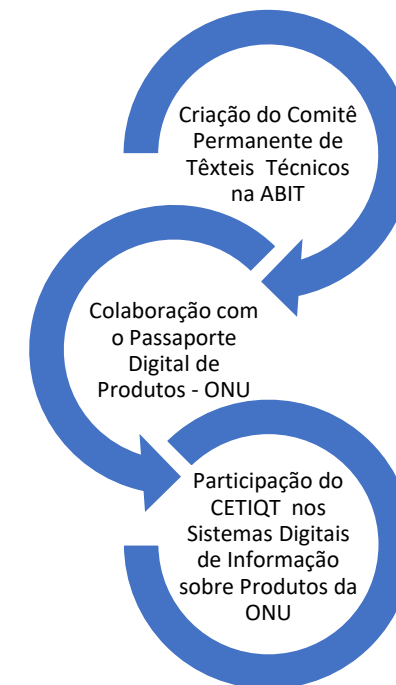 Criação do Comitê
Permanente de
Têxteis  Técnicos
na ABIT
Colaboração com
o Passaporte
Digital de
Produtos - ONU
Participação do
CETIQT  nos
Sistemas Digitais
de Informação
sobre Produtos da
ONU